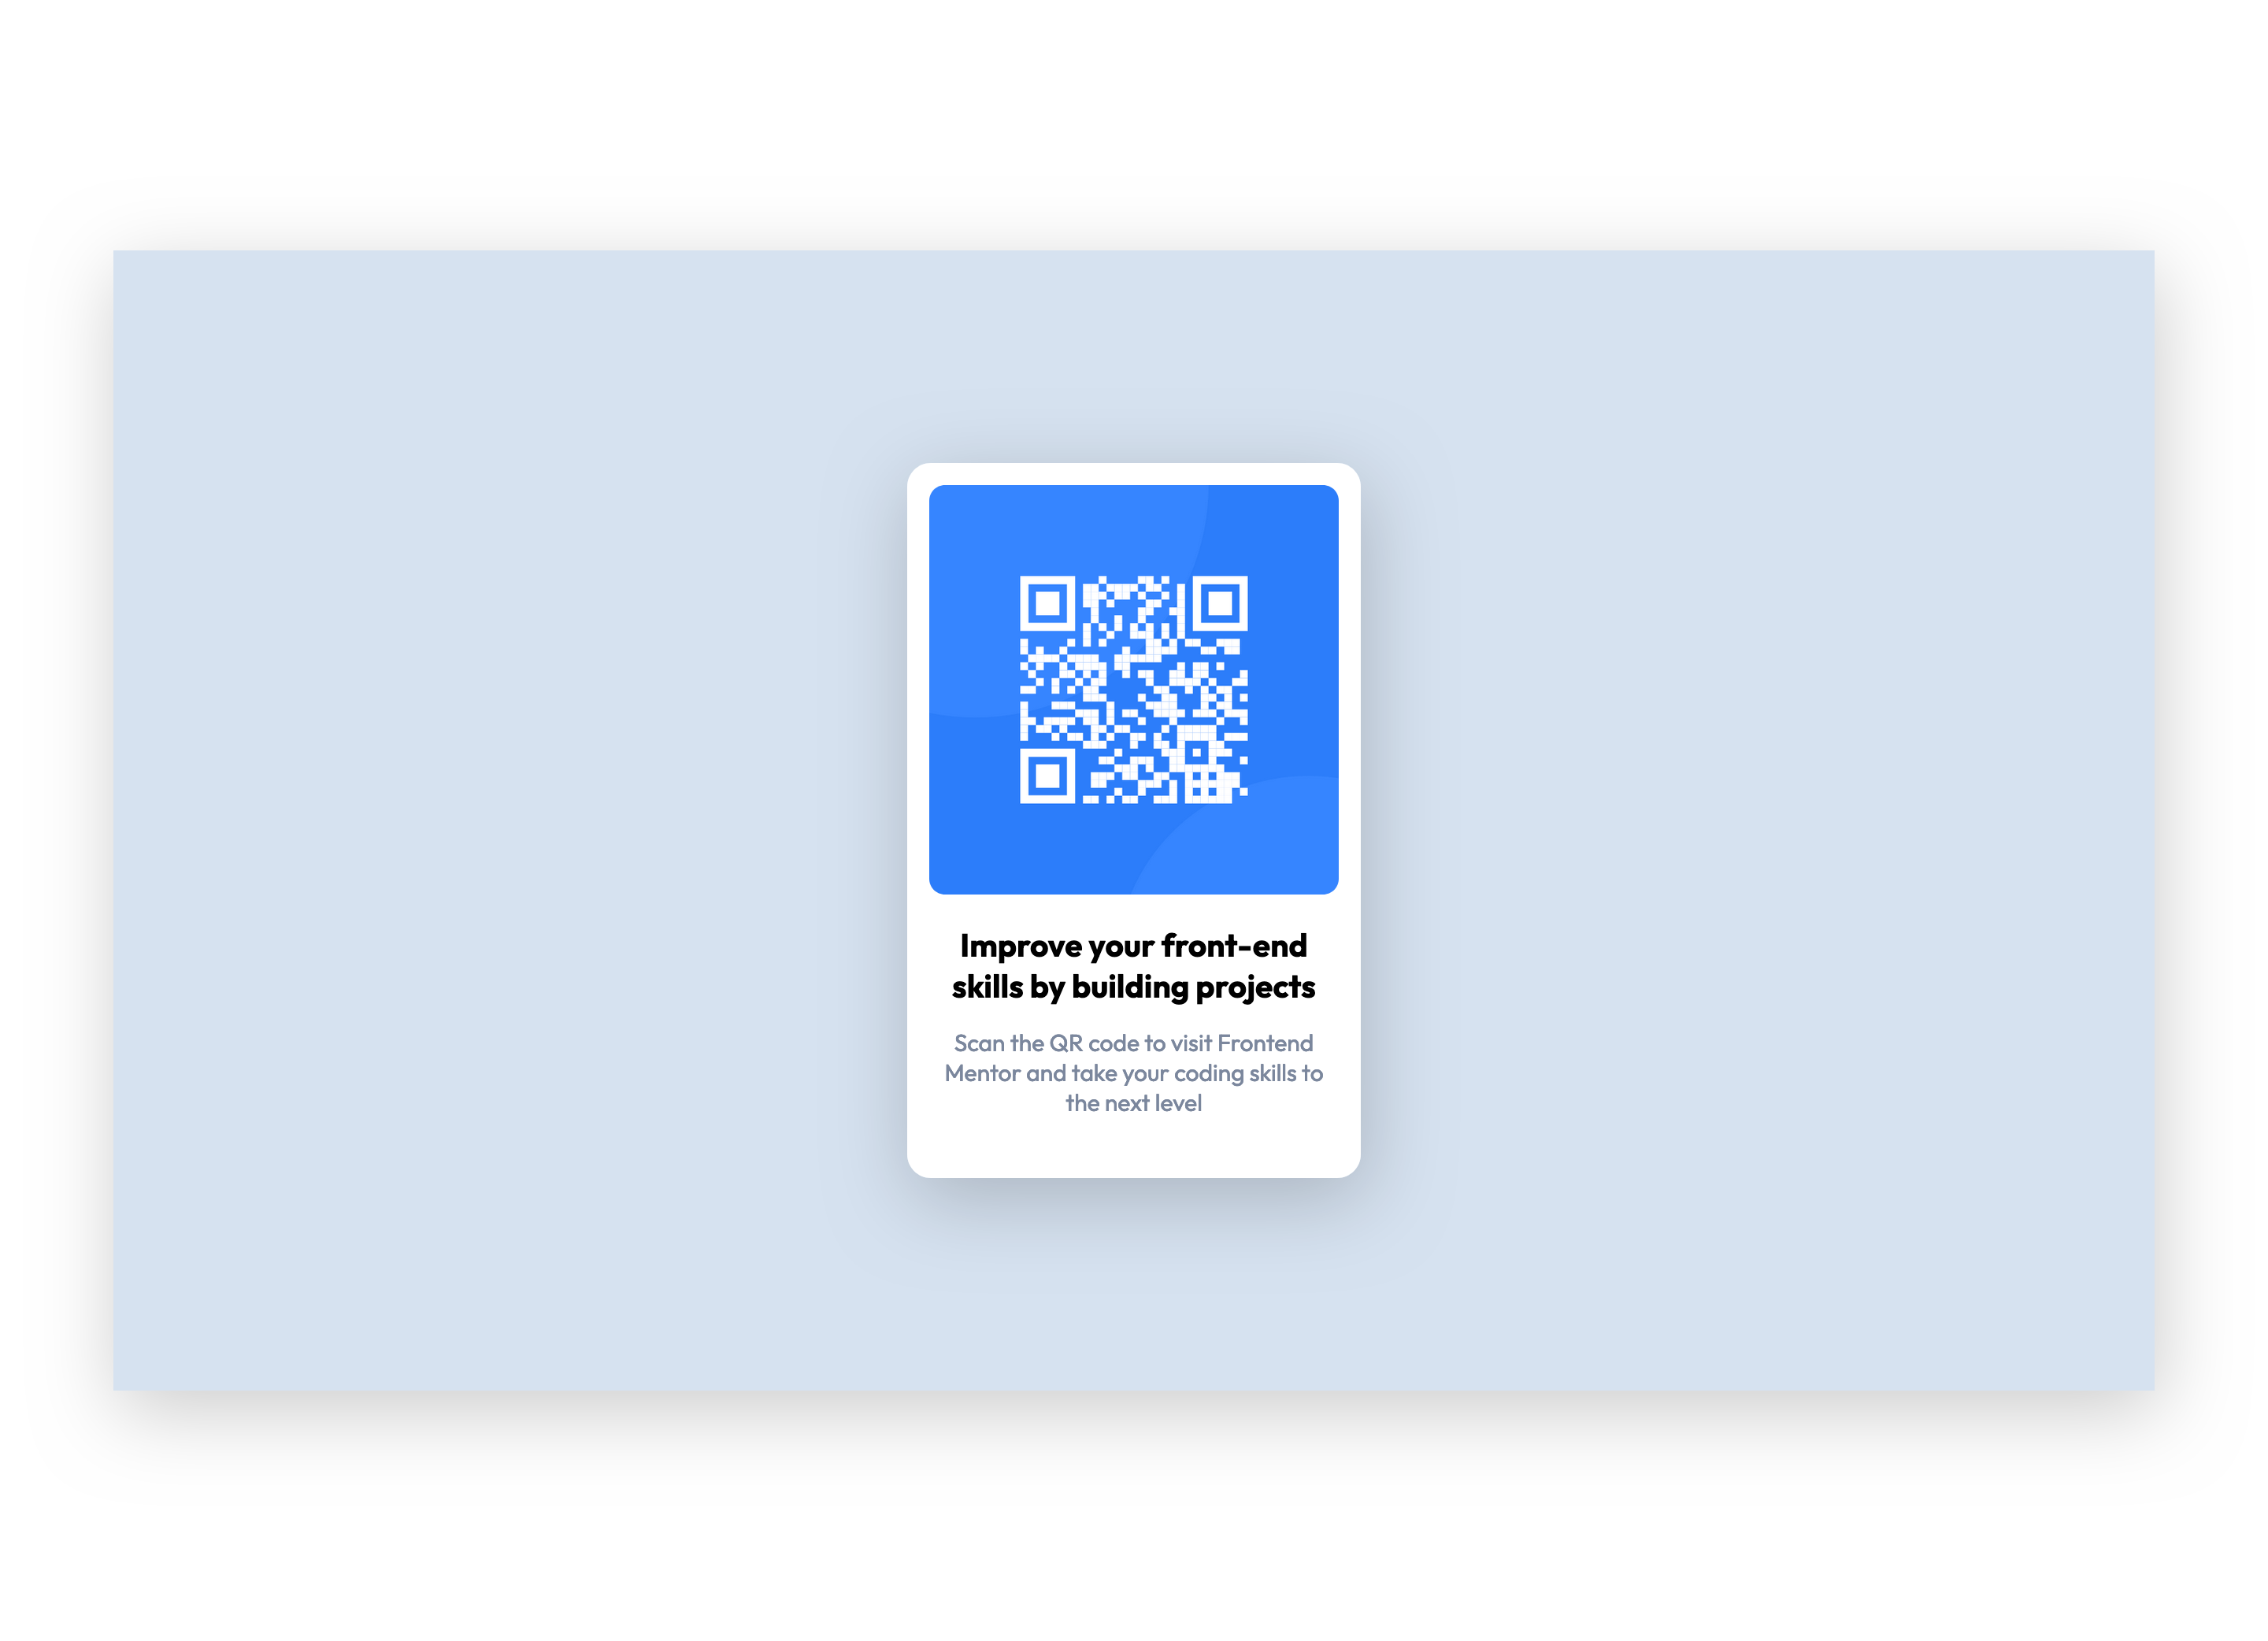 Improve your front-end
skills by building projects
Scan the QR code to visit Frontend
Mentor and take your coding skills to
the next level